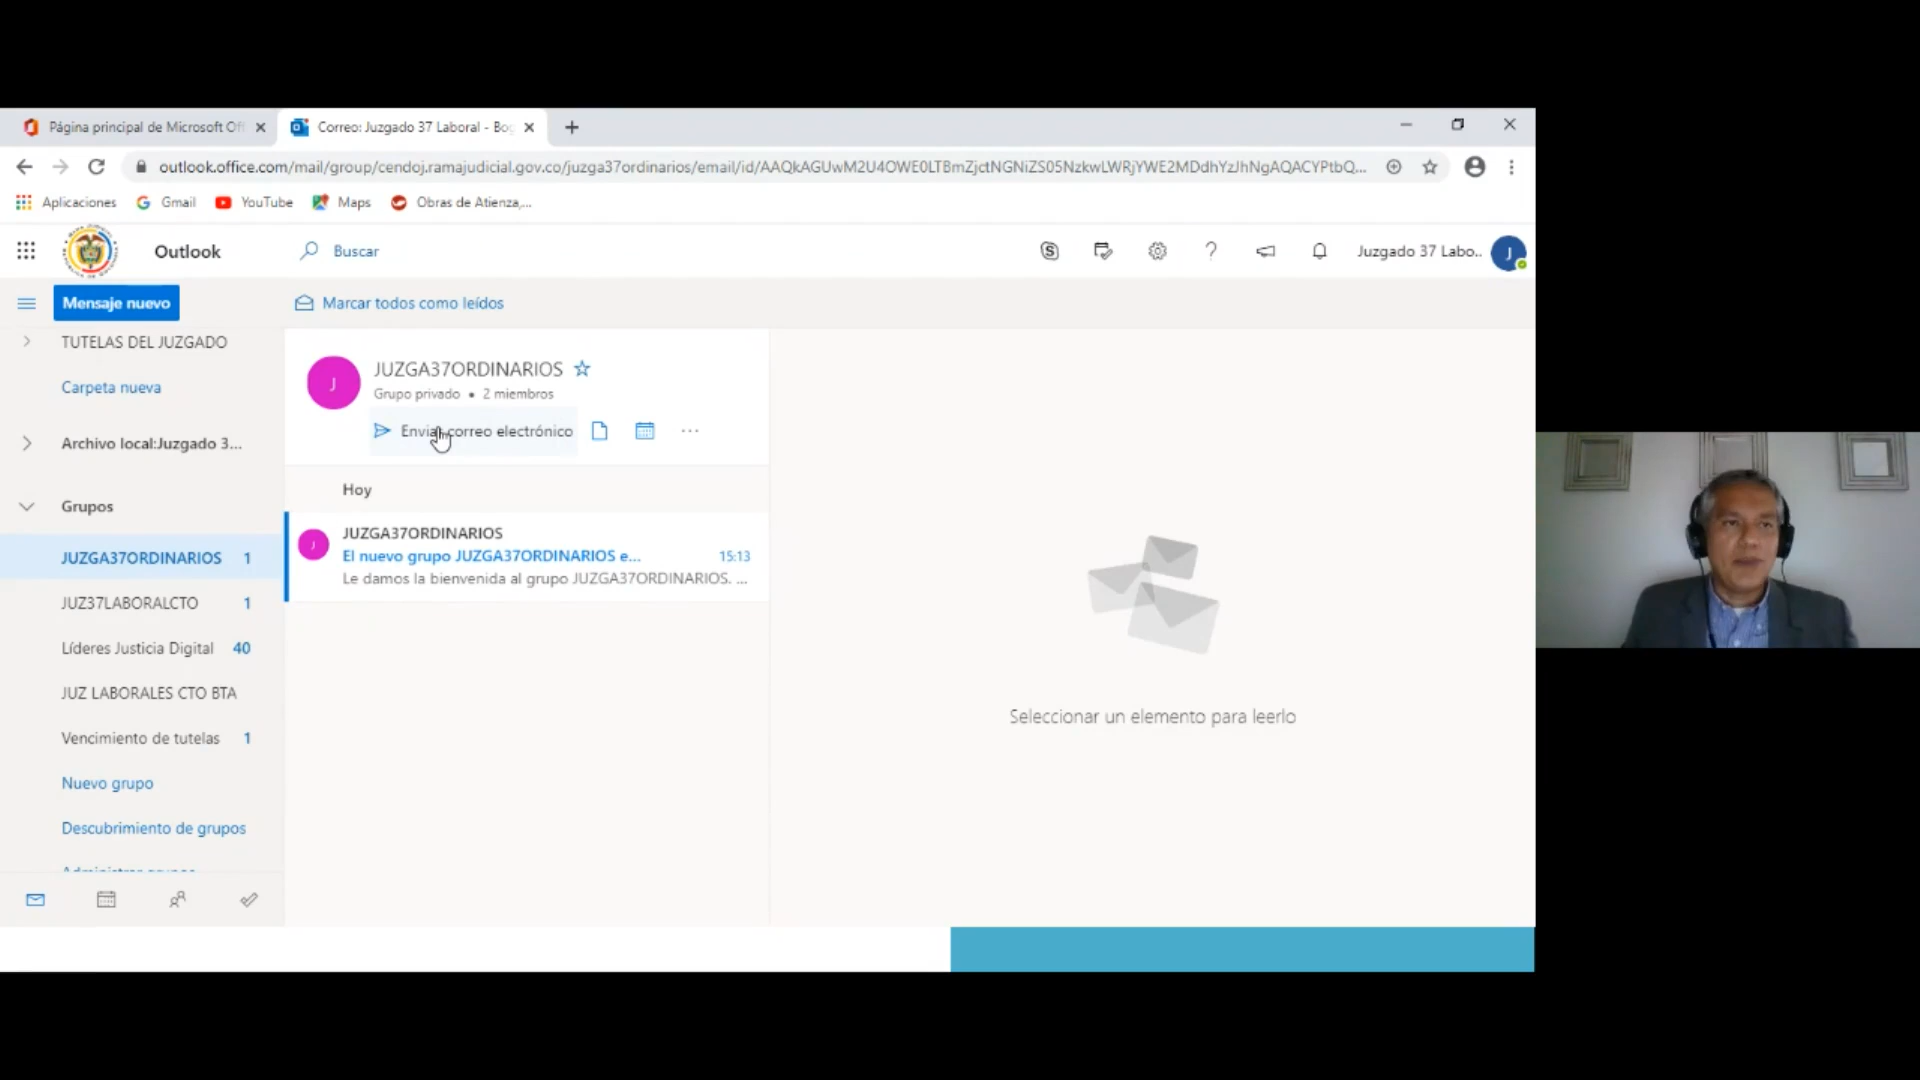 Página principal de Microsoft Of
Correo: Juzgado 37 Laboral - Bog
outlook.office.com/mail/group/cendoj.ramajudicial.gov.co/juzga37ordinarios/email/id/AAQkAGUwM2U4OWE0LTBmZjctNGNiZS05NzkwLWRjYWE2MDdhYzJhNgAQACYPtbQ...
Aplicaciones
Gmail
YouTube
Maps
Obras de Atienza,...
Outlook
Buscar
Juzgado 37 Labo..
J
Mensaje nuevo
Marcar todos como leídos
TUTELAS DEL JUZGADO
Carpeta nueva
Archivo local:Juzgado 3...
Grupos
JUZGA37ORDINARIOS 1
JUZ37LABORALCTO 1
Líderes Justicia Digital 40
JUZ LABORALES CTO BTA
Vencimiento de tutelas 1
Nuevo grupo
Descubrimiento de grupos
J
JUZGA37ORDINARIOS
Grupo privado • 2 miembros
Enviar correo electrónico
Hoy
J
JUZGA37ORDINARIOS
El nuevo grupo JUZGA37ORDINARIOS e... 15:13
Le damos la bienvenida al grupo JUZGA37ORDINARIOS. ...
Seleccionar un elemento para leerlo